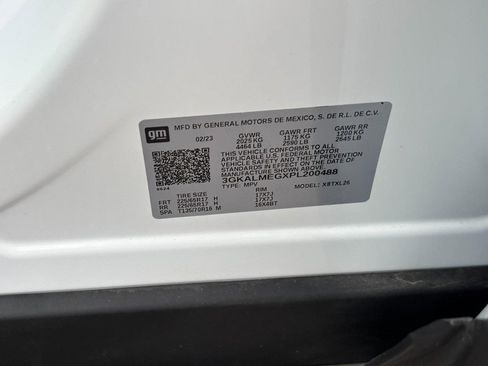 gm
MFD BY GENERAL MOTORS DE MEXICO, S. DE R.L. DE C.V.
02/23 GVWR GAWR FRT GAWR RR
2025 KG 1175 KG 1200 KG
4464 LB 2590 LB 2645 LB
THIS VEHICLE CONFORMS TO ALL
APPLICABLE U.S. FEDERAL MOTOR
VEHICLE SAFETY AND THEFT PREVENTION
STANDARDS IN EFFECT ON THE DATE OF
MANUFACTURE SHOWN ABOVE.
3GKALMEGXPL200488
TYPE: MPV MODEL: XBTXL26
TIRE SIZE RIM
FRT 225/65R17 H 17X7J
RR 225/65R17 H 17X7J
SPA T135/70R16 M 16X4BT